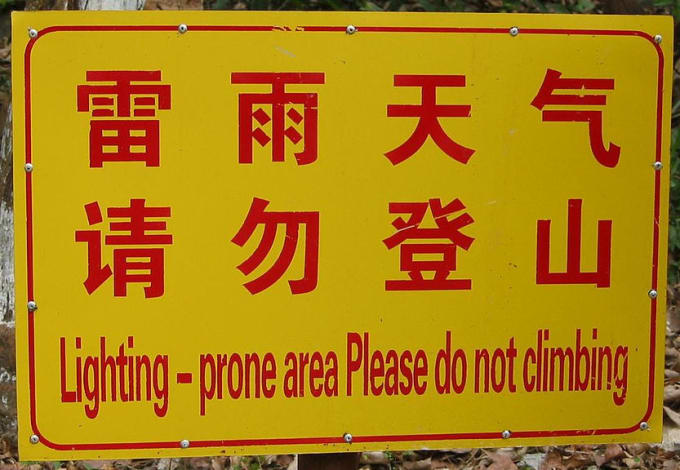 雷雨天气
请勿登山
Lighting - prone area Please do not climbing